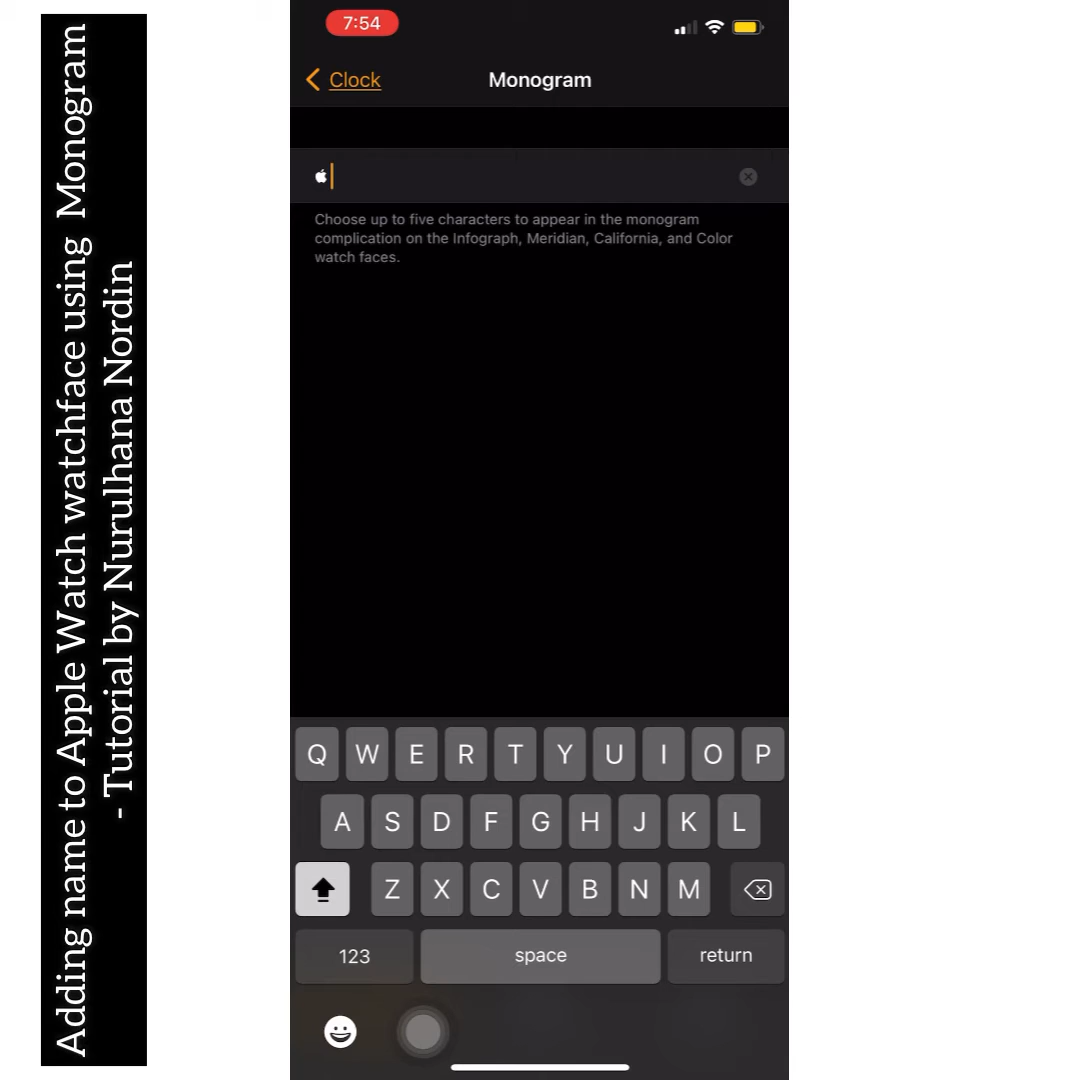 Adding name to Apple Watch watchface using Monogram
- Tutorial by Nurulhana Nordin
7:54
Clock
Monogram
Choose up to five characters to appear in the monogram
complication on the Infograph, Meridian, California, and Color
watch faces.
Q W E R T Y U I O P
A S D F G H J K L
Z X C V B N M
123 space return